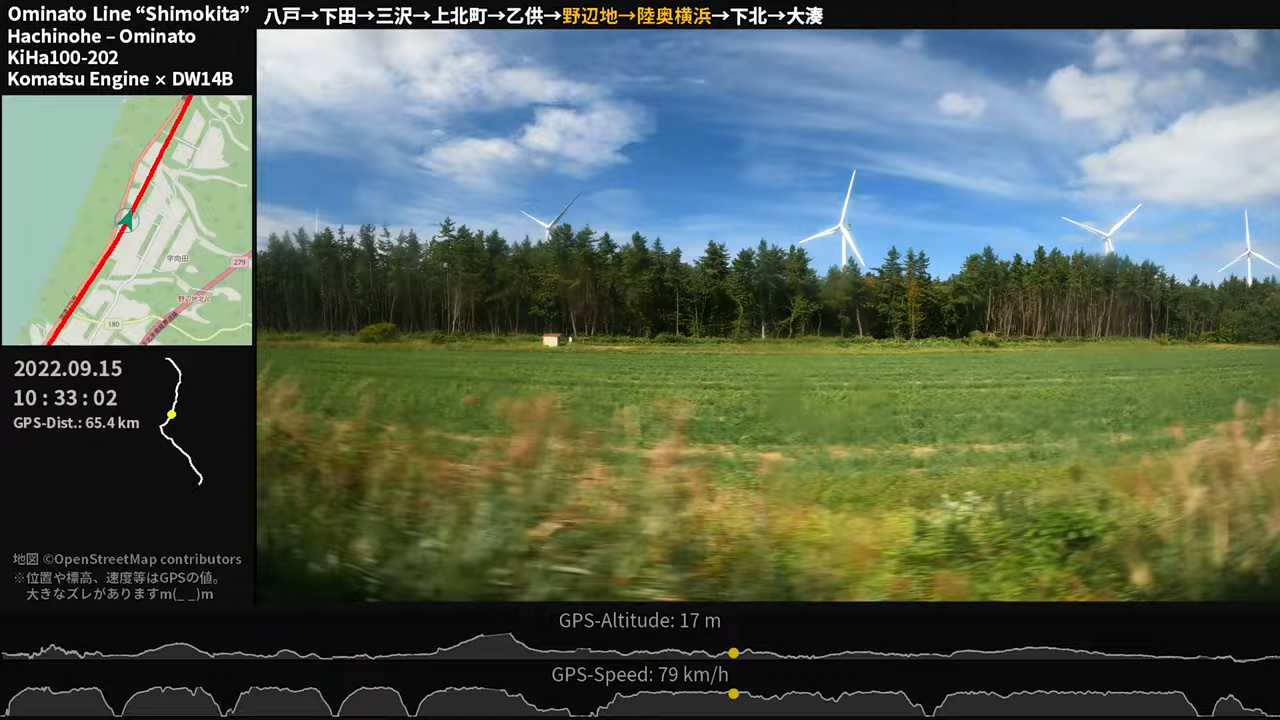 Ominato Line “Shimokita”
Hachinohe – Ominato
KiHa100-202
Komatsu Engine × DW14B
八戸→下田→三沢→上北町→乙供→野辺地→陸奥横浜→下北→大湊
字向田
279
180
2022.09.15
10 : 33 : 02
GPS-Dist.: 65.4 km
地図 ©OpenStreetMap contributors
※位置や標高、速度等はGPSの値。
大きなズレがありますm(_ _)m
GPS-Altitude: 17 m
GPS-Speed: 79 km/h